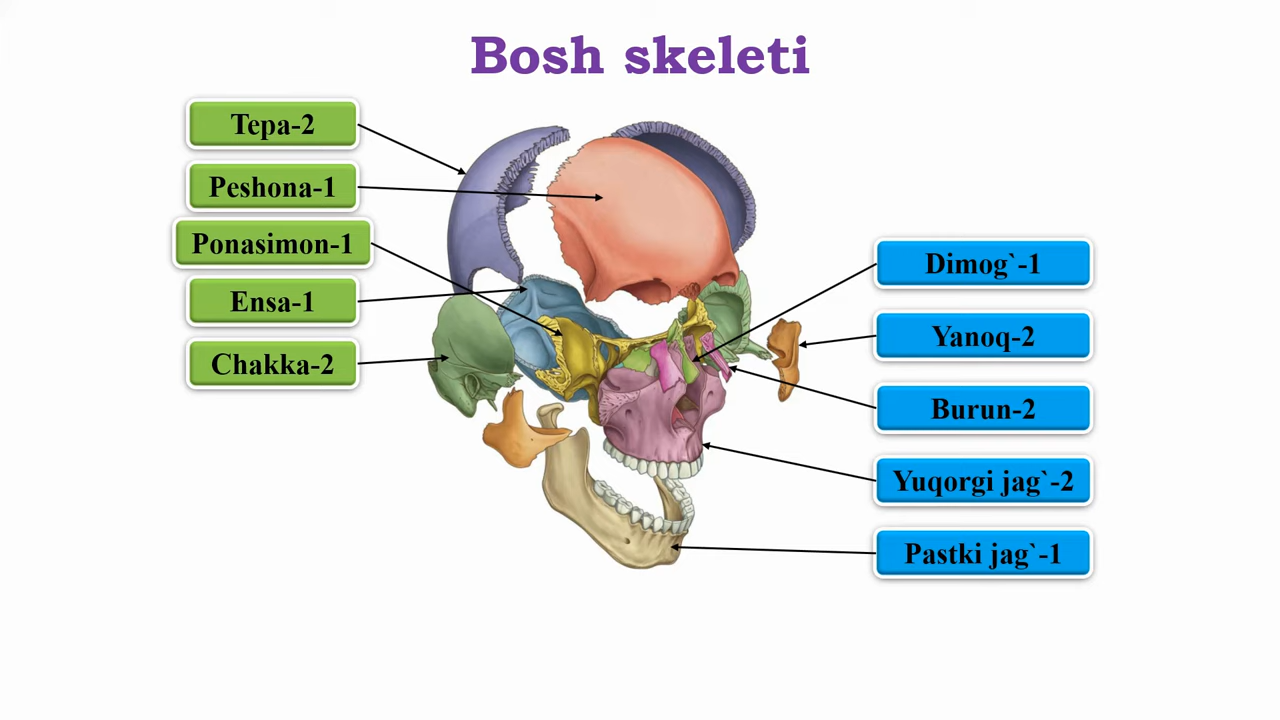 Bosh skeleti
Tepa-2
Peshona-1
Ponasimon-1
Ensa-1
Chakka-2
Dimog`-1
Yanoq-2
Burun-2
Yuqorgi jag`-2
Pastki jag`-1